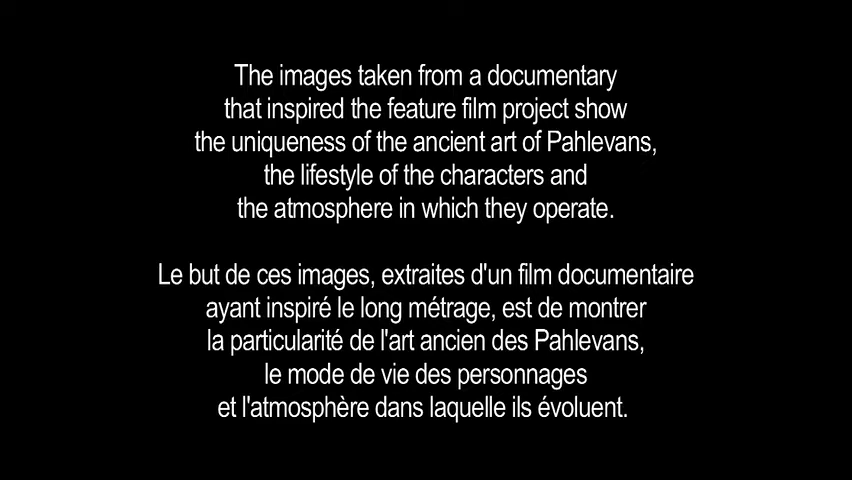 The images taken from a documentary
that inspired the feature film project show
the uniqueness of the ancient art of Pahlevans,
the lifestyle of the characters and
the atmosphere in which they operate.
Le but de ces images, extraites d'un film documentaire
ayant inspiré le long métrage, est de montrer
la particularité de l'art ancien des Pahlevans,
le mode de vie des personnages
et l'atmosphère dans laquelle ils évoluent.